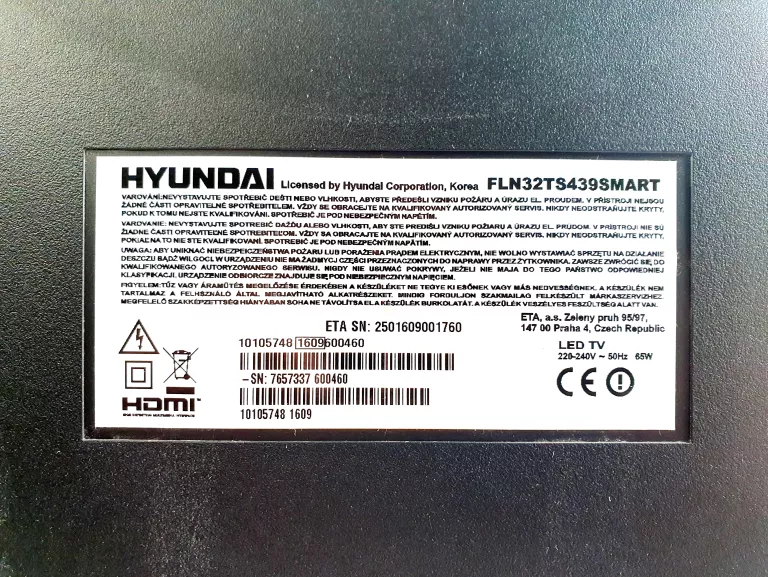 HYUNDAI Licensed by Hyundai Corporation, Korea FLN32TS439SMART
VAROVÁNÍ:NEVYSTAVUJTE SPOTŘEBIČ DEŠTI NEBO VLHKOSTI, ABYSTE PŘEDEŠLI VZNIKU POŽÁRU A ÚRAZU EL. PROUDEM. V PŘÍSTROJI NEJSOU
ŽÁDNÉ ČÁSTI OPRAVITELNÉ SPOTŘEBITELEM. VŽDY SE OBRACEJTE NA KVALIFIKOVANÝ AUTORIZOVANÝ SERVIS. NIKDY NEODSTRAŇUJTE KRYTY,
POKUD K TOMU NEJSTE KVALIFIKOVÁNI. SPOTŘEBIČ JE POD NEBEZPEČNÝM NAPĚTÍM.
VAROVANIE: NEVYSTAVUJTE SPOTREBIČ DAŽĎU ALEBO VLHKOSTI, ABY STE PREDIŠLI VZNIKU POŽIARU A ÚRAZOM EL. PRÚDOM. V PRÍSTROJI NIE SÚ
ŽIADNE ČASTI OPRAVITEĽNÉ SPOTREBITEĽOM. VŽDY SA OBRACAJTE NA KVALIFIKOVANÝ AUTORIZOVANÝ SERVIS. NIKDY NEODSTRAŇUJTE KRYTY,
POKIAĽ NA TO NIE STE KVALIFIKOVANÍ. SPOTREBIČ JE POD NEBEZPEČNÝM NAPÄTÍM.
UWAGA: ABY UNIKNĄĆ NIEBEZPIECZEŃSTWA POŻARU LUB PORAŻENIA PRĄDEM ELEKTRYCZNYM, NIE WOLNO WYSTAWIAĆ SPRZĘTU NA DZIAŁANIE
DESZCZU BĄDŹ WILGOCI. W URZĄDZENIU NIE MA ŻADNYCH CZĘŚCI PRZEZNACZONYCH DO NAPRAWY PRZEZ UŻYTKOWNIKA. ZAWSZE ZWRÓCIĆ SIĘ DO
KWALIFIKOWANEGO AUTORYZOWANEGO SERWISU. NIGDY NIE USUWAĆ POKRYWY, JEŻELI NIE MAJĄ DO TEGO PAŃSTWO ODPOWIEDNIEJ
KLASYFIKACJI. URZĄDZENIE ODBIORCZE ZNAJDUJE SIĘ POD NIEBEZPIECZNYM NAPIĘCIEM.
FIGYELEM:TŰZ VAGY ÁRAMÜTÉS MEGELŐZÉSE ÉRDEKÉBEN A KÉSZÜLÉKET NE TEGYE KI ESŐNEK VAGY MÁS NEDVESSÉGNEK. A KÉSZÜLÉK NEM
TARTALMAZ A FELHSZNÁLÓ ÁLTAL MEGJAVÍTHATÓ ALKATRÉSZEKET. MINDIG FORDULJON SZAKMAILAG FELKÉSZÜLT MÁRKASZERVIZHEZ.
MEGFELELŐ SZAKKÉPZETTSÉG HIÁNYÁBAN SOHA NE TÁVOLÍTSA EL A KÉSZÜLÉK BURKOLATÁT. A KÉSZÜLÉK VESZÉLYES FESZÜLTSÉG ALATT VAN.
ETA SN: 2501609001760
ETA, a.s. Zeleny pruh 95/97,
147 00 Praha 4, Czech Republic
10105748 1609600460
LED TV
220-240V ~ 50Hz 65W
-SN: 7657337 600460
CE
HDMI
HIGH-DEFINITION MULTIMEDIA INTERFACE
10105748 1609